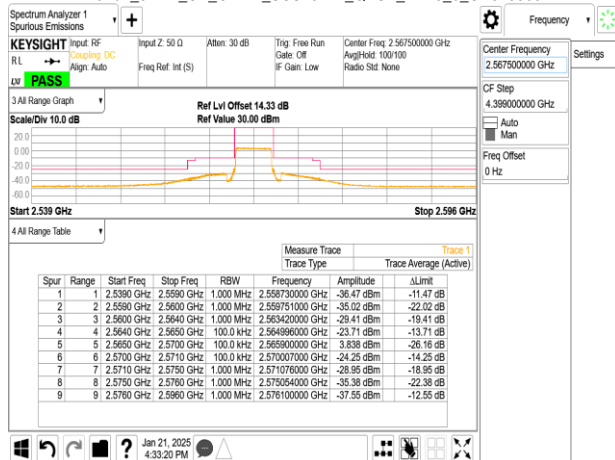 Spectrum Analyzer 1
Spurious Emissions
Frequency
KEYSIGHT Input: RF Input Z: 50 Ω Atten: 30 dB Trig: Free Run Center Freq: 2.567500000 GHz
Coupling: DC Gate: Off Avg|Hold: 100/100
RL Align: Auto Freq Ref: Int (S) IF Gain: Low Radio Std: None
PASS
Center Frequency
2.567500000 GHz
Settings
CF Step
4.399000000 GHz
Auto
Man
Freq Offset
0 Hz
3 All Range Graph
Ref Lvl Offset 14.33 dB
Scale/Div 10.0 dB Ref Value 30.00 dBm
20.0
0.00
-20.0
-40.0
-60.0
Start 2.539 GHz Stop 2.596 GHz
4 All Range Table
Measure Trace Trace 1
Trace Type Trace Average (Active)
Spur Range Start Freq Stop Freq RBW Frequency Amplitude ΔLimit
1 1 2.5390 GHz 2.5590 GHz 1.000 MHz 2.558730000 GHz -36.47 dBm -11.47 dB
2 2 2.5590 GHz 2.5600 GHz 1.000 MHz 2.559751000 GHz -35.02 dBm -22.02 dB
3 3 2.5600 GHz 2.5640 GHz 1.000 MHz 2.563420000 GHz -29.41 dBm -19.41 dB
4 4 2.5640 GHz 2.5650 GHz 100.0 kHz 2.564996000 GHz -23.71 dBm -13.71 dB
5 5 2.5650 GHz 2.5700 GHz 100.0 kHz 2.565900000 GHz 3.838 dBm -26.16 dB
6 6 2.5700 GHz 2.5710 GHz 100.0 kHz 2.570007000 GHz -24.25 dBm -14.25 dB
7 7 2.5710 GHz 2.5750 GHz 1.000 MHz 2.571076000 GHz -28.95 dBm -18.95 dB
8 8 2.5750 GHz 2.5760 GHz 1.000 MHz 2.575054000 GHz -35.38 dBm -22.38 dB
9 9 2.5760 GHz 2.5960 GHz 1.000 MHz 2.576100000 GHz -37.55 dBm -12.55 dB
Jan 21, 2025
4:33:20 PM